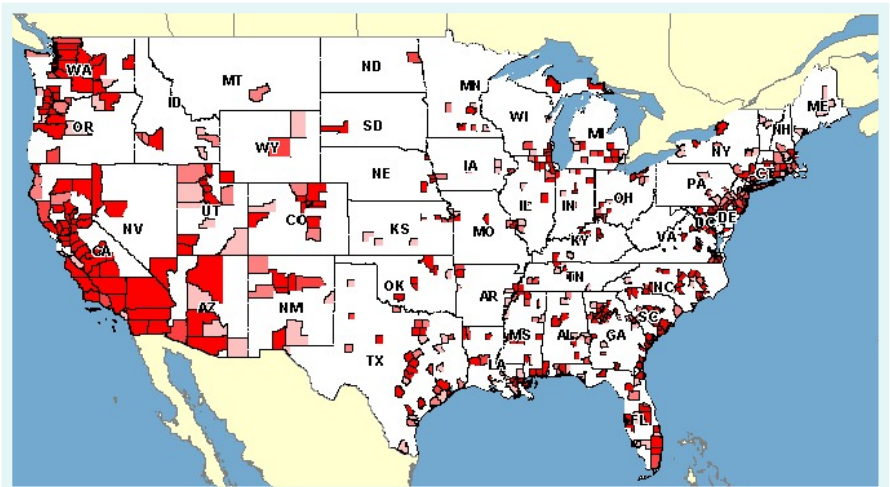 WA
MT
ND
MN
ME
ID
OR
SD
WI
MI
NH
NY
WY
IA
CT
NE
PA
NV
UT
CO
IL
IN
OH
DC
DE
CA
KS
MO
KY
VA
AZ
NM
OK
AR
TN
NC
SC
TX
MS
AL
GA
LA
FL